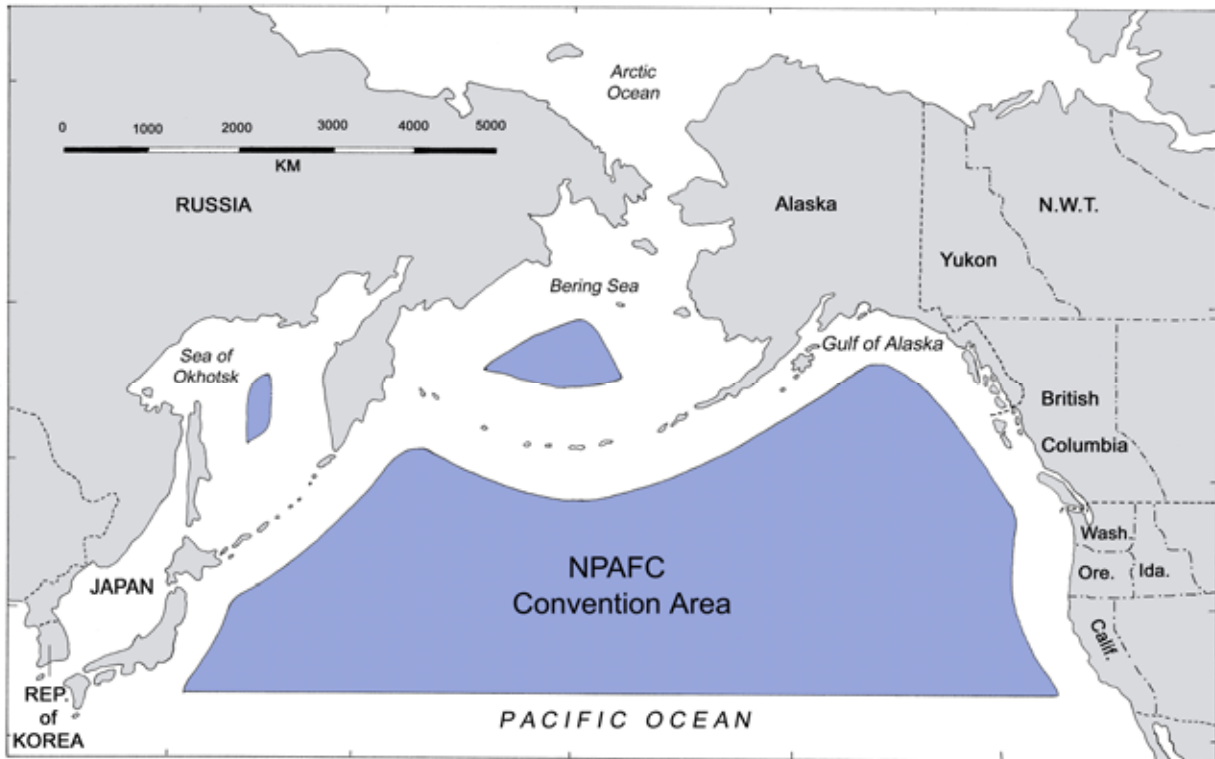 Arctic
Ocean
0 1000 2000 3000 4000 5000
KM
RUSSIA
Alaska
N.W.T.
Yukon
Bering Sea
Sea of
Okhotsk
Gulf of Alaska
British
Columbia
Wash.
Ore.
Ida.
Calif.
NPAFC
Convention Area
JAPAN
REP.
of
KOREA
PACIFIC OCEAN